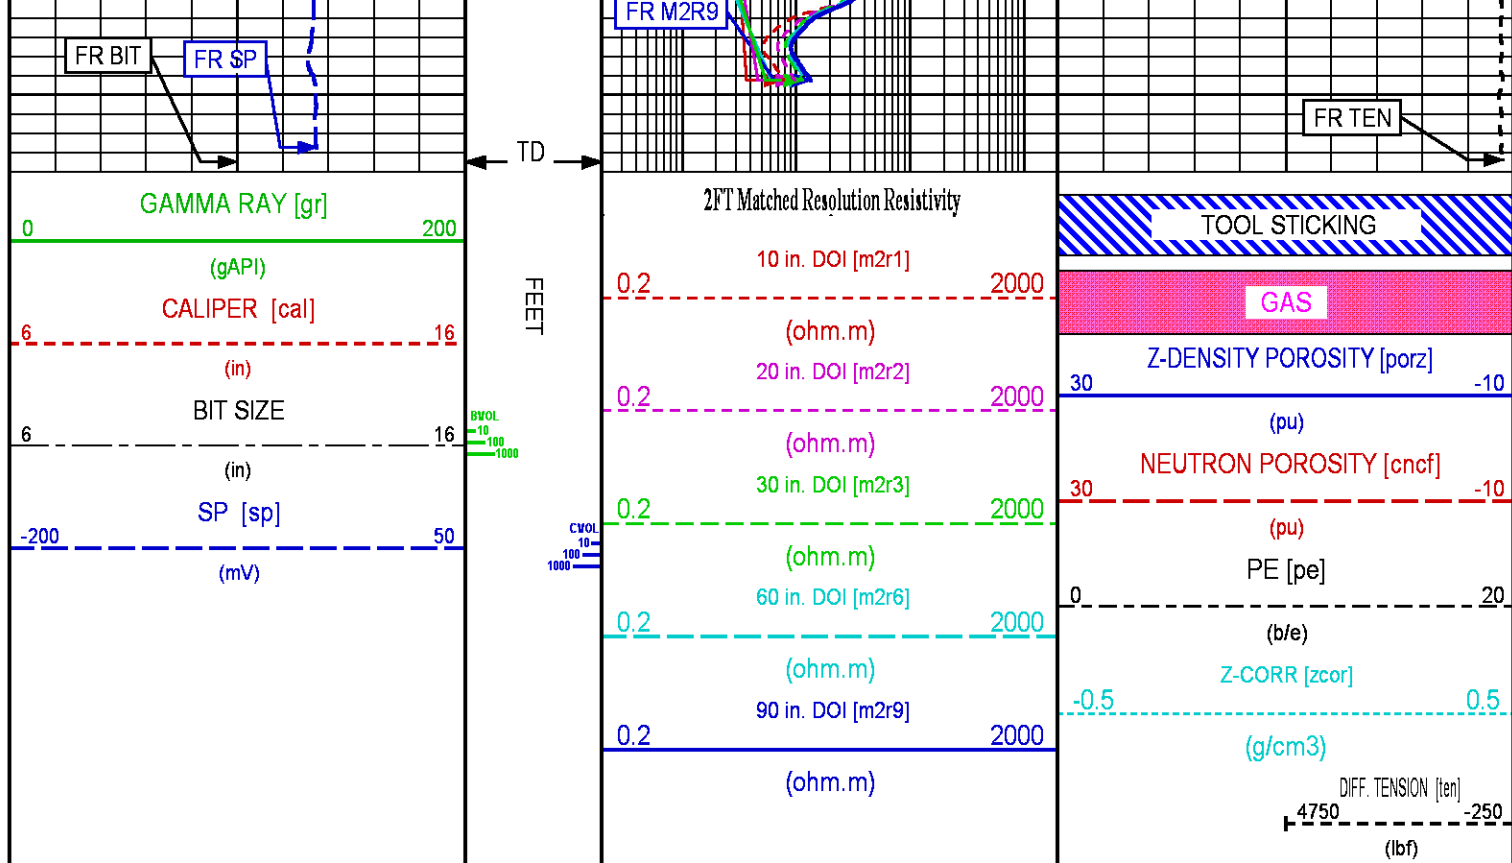 FR M2R9
FR BIT
FR SP
FR TEN
TD
GAMMA RAY [gr]
0 200
(gAPI)
CALIPER [cal]
6 16
(in)
BIT SIZE
6 16
(in)
SP [sp]
-200 50
(mV)
FEET
BVOL
10
100
1000
CVOL
10
100
1000
2FT Matched Resolution Resistivity
10 in. DOI [m2r1]
0.2 2000
(ohm.m)
20 in. DOI [m2r2]
0.2 2000
(ohm.m)
30 in. DOI [m2r3]
0.2 2000
(ohm.m)
60 in. DOI [m2r6]
0.2 2000
(ohm.m)
90 in. DOI [m2r9]
0.2 2000
(ohm.m)
TOOL STICKING
GAS
Z-DENSITY POROSITY [porz]
30 -10
(pu)
NEUTRON POROSITY [cncf]
30 -10
(pu)
PE [pe]
0 20
(b/e)
Z-CORR [zcor]
-0.5 0.5
(g/cm3)
DIFF. TENSION [ten]
4750 -250
(lbf)